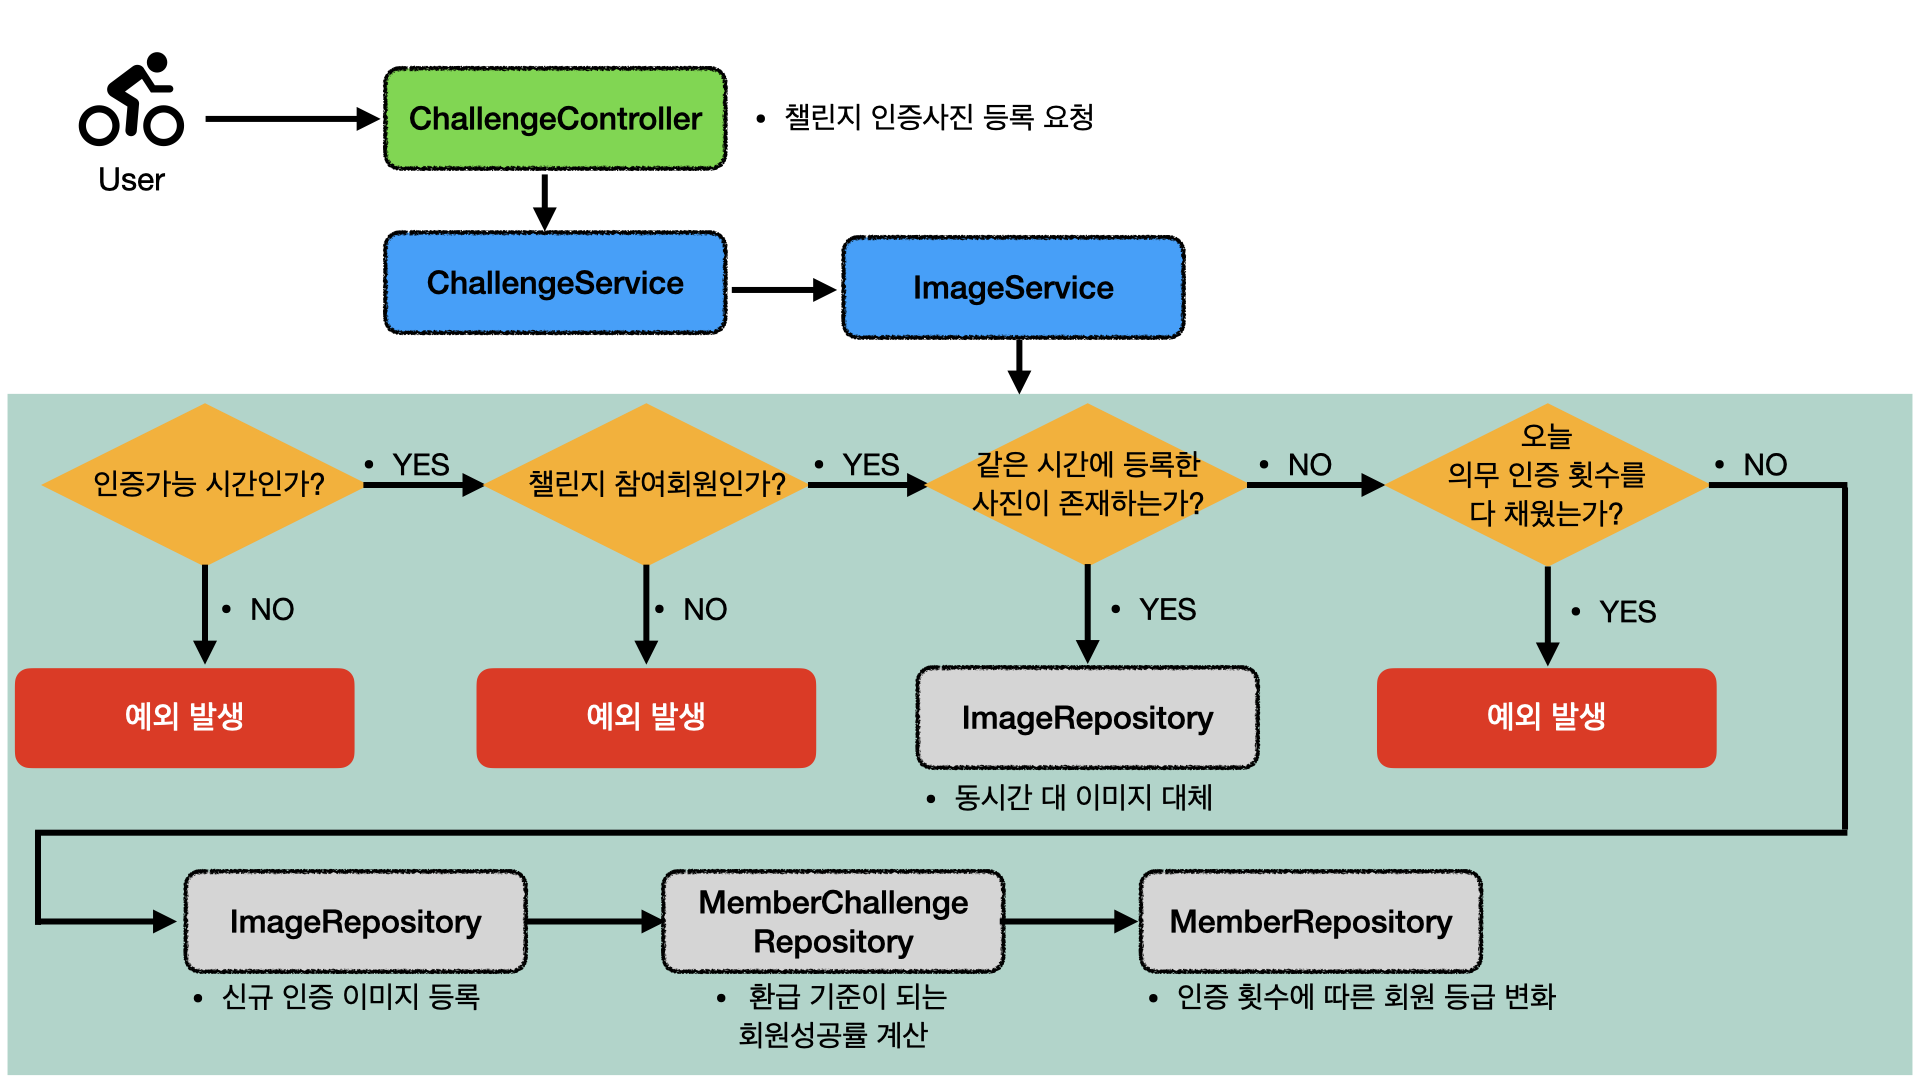 User
ChallengeController
• 챌린지 인증사진 등록 요청
ChallengeService
ImageService
인증가능 시간인가?
• YES
챌린지 참여회원인가?
• YES
같은 시간에 등록한
사진이 존재하는가?
• NO
오늘
의무 인증 횟수를
다 채웠는가?
• NO
• NO
• NO
• YES
• YES
예외 발생
예외 발생
ImageRepository
• 동시간 대 이미지 대체
예외 발생
ImageRepository
• 신규 인증 이미지 등록
MemberChallenge
Repository
• 환급 기준이 되는
회원성공률 계산
MemberRepository
• 인증 횟수에 따른 회원 등급 변화